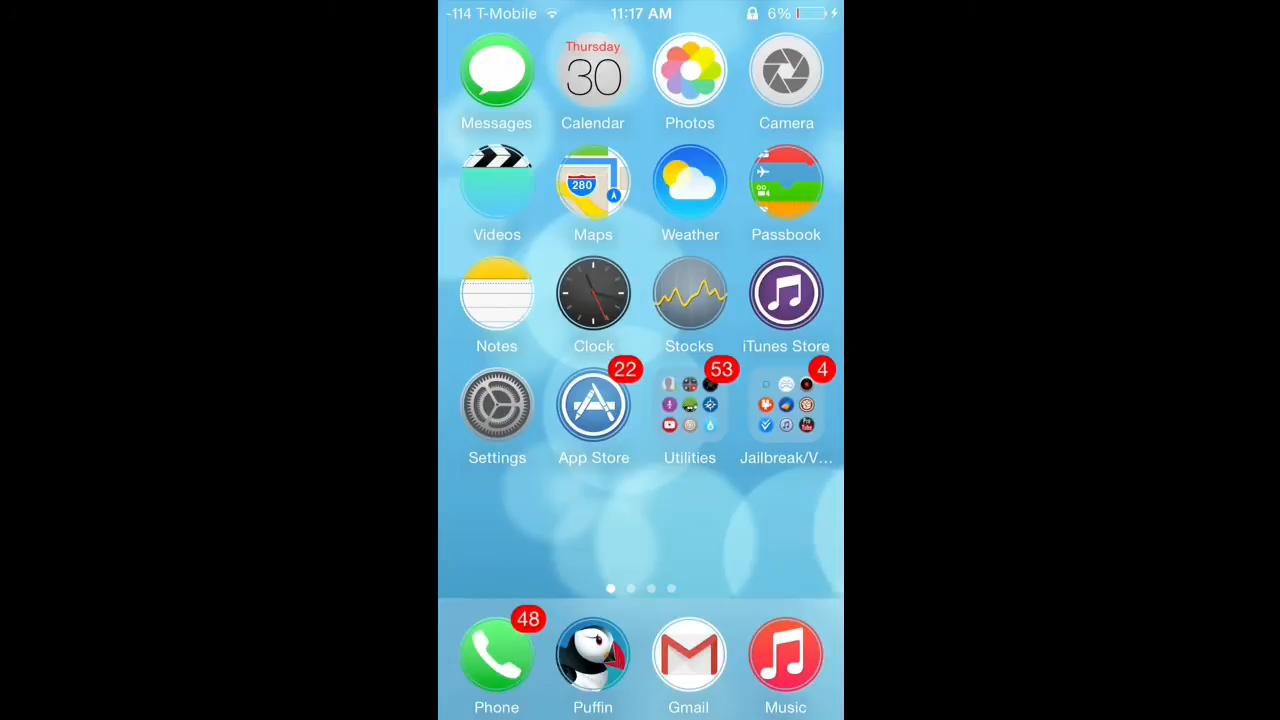 -114 T-Mobile 11:17 AM 6%
Thursday
30
Messages Calendar Photos Camera
280
Videos Maps Weather Passbook
Notes Clock Stocks iTunes Store
22 53 4
Settings App Store Utilities Jailbreak/V...
48
Phone Puffin Gmail Music